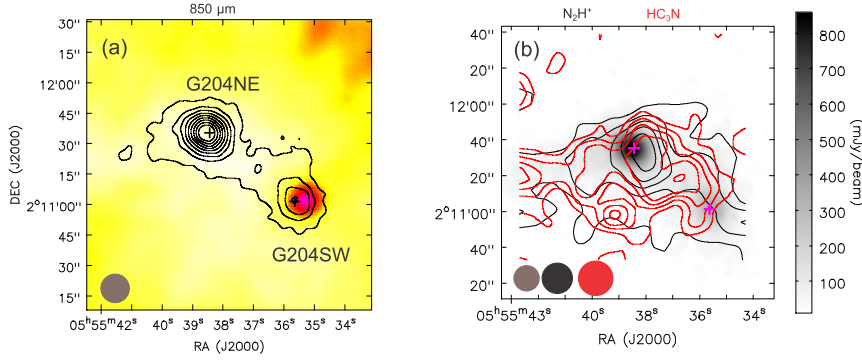 850 μm
(a)
G204NE
G204SW
30"
15"
12'00"
45"
30"
15"
2°11'00"
45"
30"
15"
DEC (J2000)
05ʰ55ᵐ42ˢ 40ˢ 39ˢ 38ˢ 37ˢ 36ˢ 35ˢ 34ˢ
RA (J2000)
N₂H⁺ HC₃N
(b)
40"
20"
12'00"
40"
20"
2°11'00"
40"
20"
05ʰ55ᵐ43ˢ 40ˢ 38ˢ 36ˢ 34ˢ
RA (J2000)
800
700
600
500
400
300
200
100
(mJy/beam)